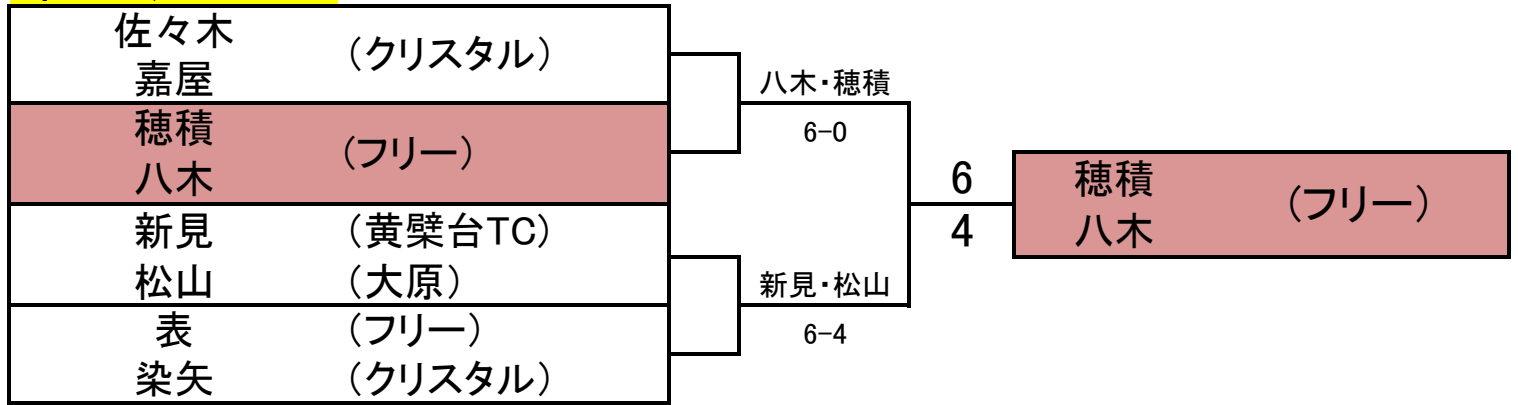 佐々木
嘉屋
（クリスタル）
穂積
八木
（フリー）
新見 （黄檗台TC）
松山 （大原）
表 （フリー）
染矢 （クリスタル）
八木・穂積
6-0
新見・松山
6-4
6
4
穂積
八木
（フリー）